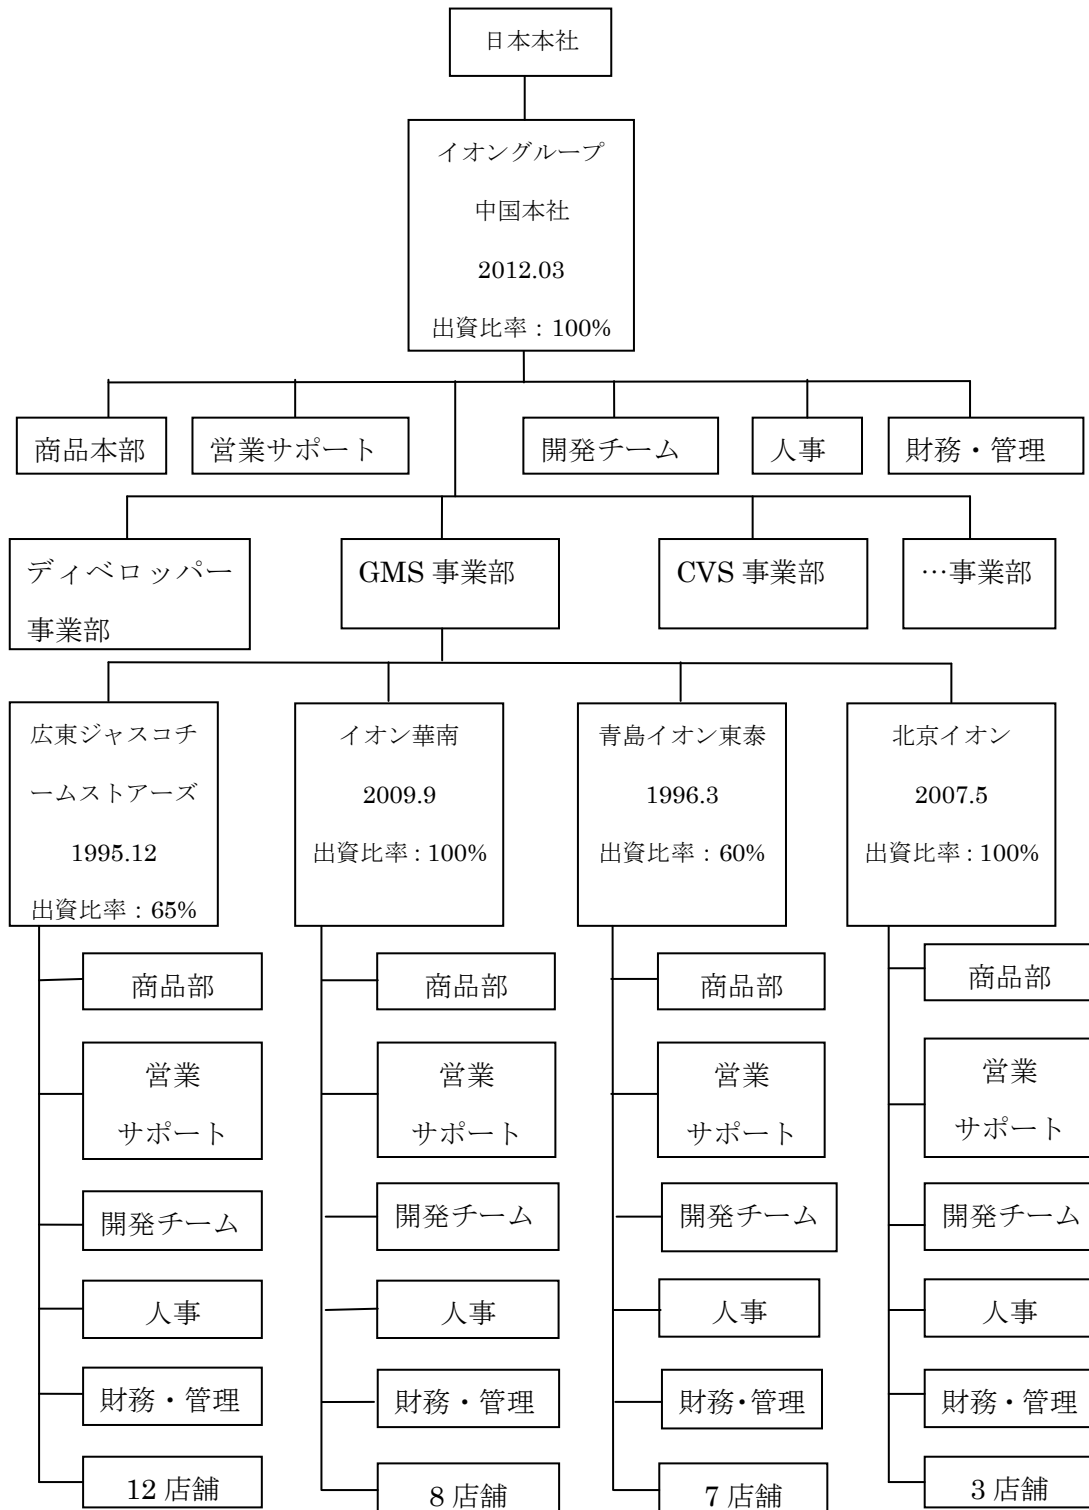 日本本社
イオングループ
中国本社
2012.03
出資比率：100%
商品本部
営業サポート
開発チーム
人事
財務・管理
ディベロッパー
事業部
GMS 事業部
CVS 事業部
…事業部
広東ジャスコチ
ームストアーズ
1995.12
出資比率：65%
イオン華南
2009.9
出資比率：100%
青島イオン東泰
1996.3
出資比率：60%
北京イオン
2007.5
出資比率：100%
商品部
営業
サポート
開発チーム
人事
財務・管理
12 店舗
商品部
営業
サポート
開発チーム
人事
財務・管理
8 店舗
商品部
営業
サポート
開発チーム
人事
財務・管理
7 店舗
商品部
営業
サポート
開発チーム
人事
財務・管理
3 店舗